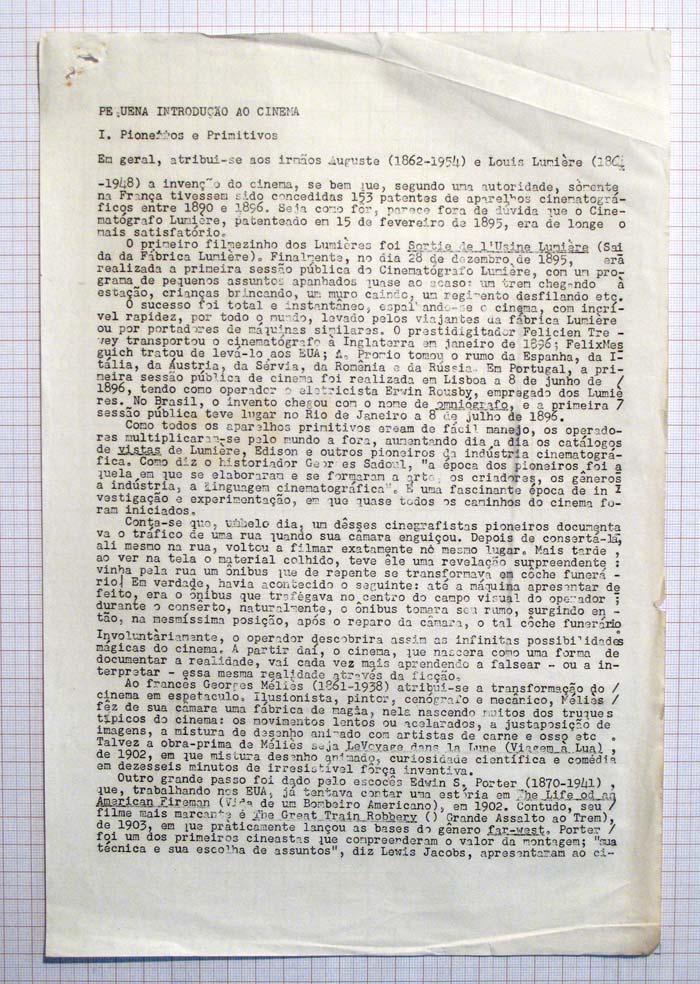 PEQUENA INTRODUÇÃO AO CINEMA
I. Pioneiros e Primitivos
Em geral, atribui-se aos irmãos Auguste (1862-1954) e Louis Lumière (186
-1948) a invenção do cinema, se bem que, segundo uma autoridade, sòmente
na França tivessem sido concedidas 153 patentes de aparelhos cinematográ-
ficos entre 1890 e 1896. Seja como fôr, parece fora de dúvida que o Cine-
matógrafo Lumière, patenteado em 15 de fevereiro de 1895, era de longe o
mais satisfatório.
O primeiro filmezinho dos Lumières foi Sortie de l'Usine Lumière (Saí
da da Fábrica Lumière). Finalmente, no dia 28 de dezembro de 1895, era
realizada a primeira sessão pública do Cinematógrafo Lumière, com um pro-
grama de pequenos assuntos apanhados quase ao acaso: um trem chegando à
estação, crianças brincando, um muro caindo, um regimento desfilando etc.
O sucesso foi total e instantâneo, espalhando-se o cinema, com incrí-
vel rapidez, por todo o mundo, levado pelos viajantes da fábrica Lumière
ou por portadores de máquinas similares. O prestidigitador Felicien Tre -
vey transportou o cinematógrafo à Inglaterra em janeiro de 1896; FelixMes
guich tratou de levá-lo aos EUA; A. Promio tomou o rumo da Espanha, da I-
tália, da Áustria, da Sérvia, da Romênia e da Rússia. Em Portugal, a pri-
meira sessão pública de cinema foi realizada em Lisboa a 8 de junho de /
1896, tendo como operador o eletricista Erwin Rousby, empregado dos Lumiè
res. No Brasil, o invento chegou com o nome de omniógrafo, e a primeira /
sessão pública teve lugar no Rio de Janeiro a 8 de julho de 1896.
Como todos os aparelhos primitivos eream de fácil manejo, os operado-
res multiplicaram-se pelo mundo a fora, aumentando dia a dia os catálogos
de vistas de Lumière, Edison e outros pioneiros da indústria cinematográ-
fica. Como diz o historiador Georges Sadoul, "a época dos pioneiros foi a
quela em que se elaboraram e se formaram a arte, os criadores, os gêneros
a indústria, a linguagem cinematográfica". É uma fascinante época de in -
vestigação e experimentação, em que quase todos os caminhos do cinema fo-
ram iniciados.
Conta-se que, um belo dia, um dêsses cinegrafistas pioneiros documenta
va o tráfico de uma rua quando sua câmara enguiçou. Depois de consertá-la,
ali mesmo na rua, voltou a filmar exatamente no mesmo lugar. Mais tarde ,
ao ver na tela o material colhido, teve êle uma revelação surpreendente :
vinha pela rua um ônibus que de repente se transformava em côche funerá -
rio! Em verdade, havia acontecido o seguinte: até a máquina apresentar de
feito, era o ônibus que trafegava no centro do campo visual do operador ;
durante o consêrto, naturalmente, o ônibus tomara seu rumo, surgindo en -
tão, na mesmíssima posição, após o reparo da câmara, o tal côche funerário
Involuntàriamente, o operador descobrira assim as infinitas possibilidades
mágicas do cinema. A partir daí, o cinema, que nascera como uma forma de
documentar a realidade, vai cada vez mais aprendendo a falsear - ou a in-
terpretar - essa mesma realidade através da ficção.
Ao francês Georges Méliès (1861-1938) atribui-se a transformação do /
cinema em espetaculo. Ilusionista, pintor, cenógrafo e mecânico, Méliès /
fêz de sua câmara uma fábrica de magia, nela nascendo muitos dos truques
típicos do cinema: os movimentos lentos ou acelarados, a justaposição de
imagens, a mistura de desenho animado com artistas de carne e osso etc .
Talvez a obra-prima de Méliès seja LeVoyage dans la Lune (Viagem à Lua) ,
de 1902, em que mistura desenho animado, curiosidade científica e comédia
em dezesseis minutos de irresistível fôrça inventiva.
Outro grande passo foi dado pelo escocês Edwin S. Porter (1870-1941) ,
que, trabalhando nos EUA, já tentava contar uma estória em The Life od an
American Fireman (Vida de um Bombeiro Americano), em 1902. Contudo, seu /
filme mais marcante é The Great Train Robbery () Grande Assalto ao Trem),
de 1903, em que pràticamente lançou as bases do gênero far-west. Porter /
foi um dos primeiros cineastas que compreenderam o valor da montagem; "sua
técnica e sua escolha de assuntos", diz Lewis Jacobs, apresentaram ao ci-